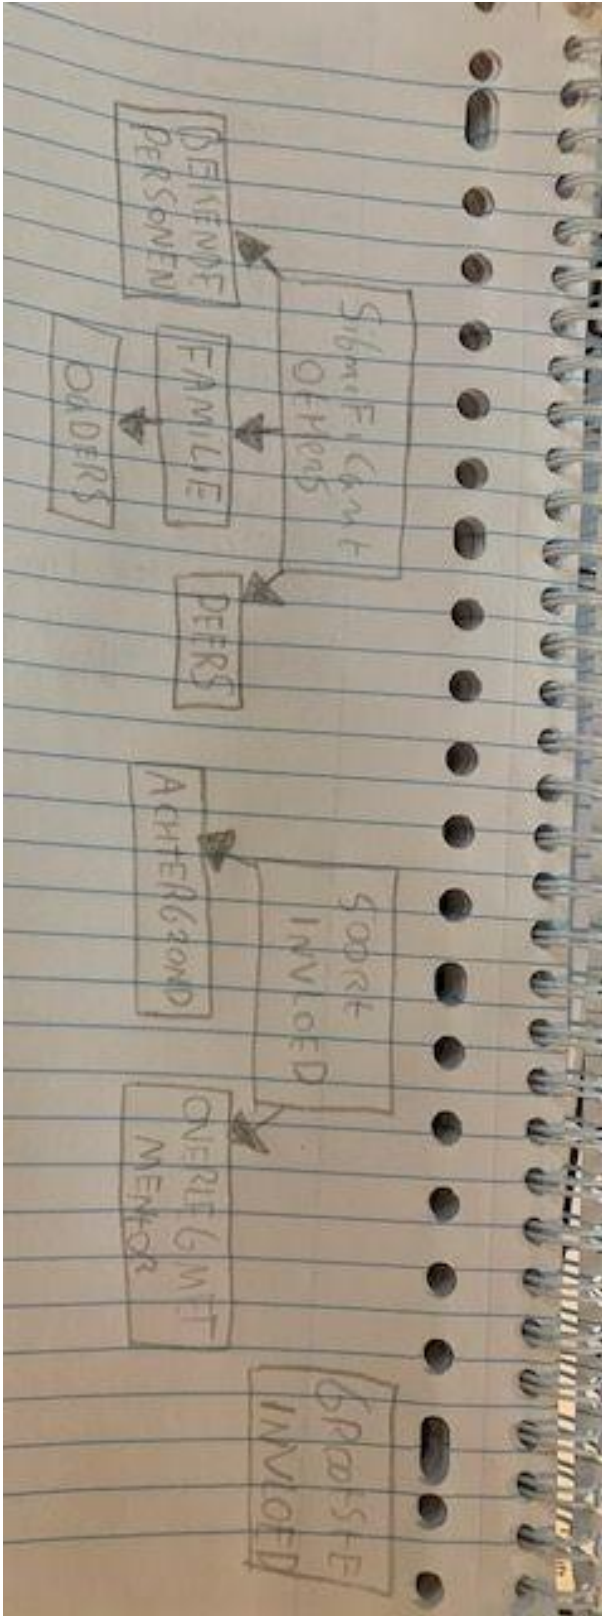 SigniFiCant
OTHERS
BEKENDE
PERSONEN
FAMILIE
OUDERS
PEERS
SOORt
INVLOED
ACHTERGROND
OVERLEG MET
MENtOR
GROOtStE
INVLOED